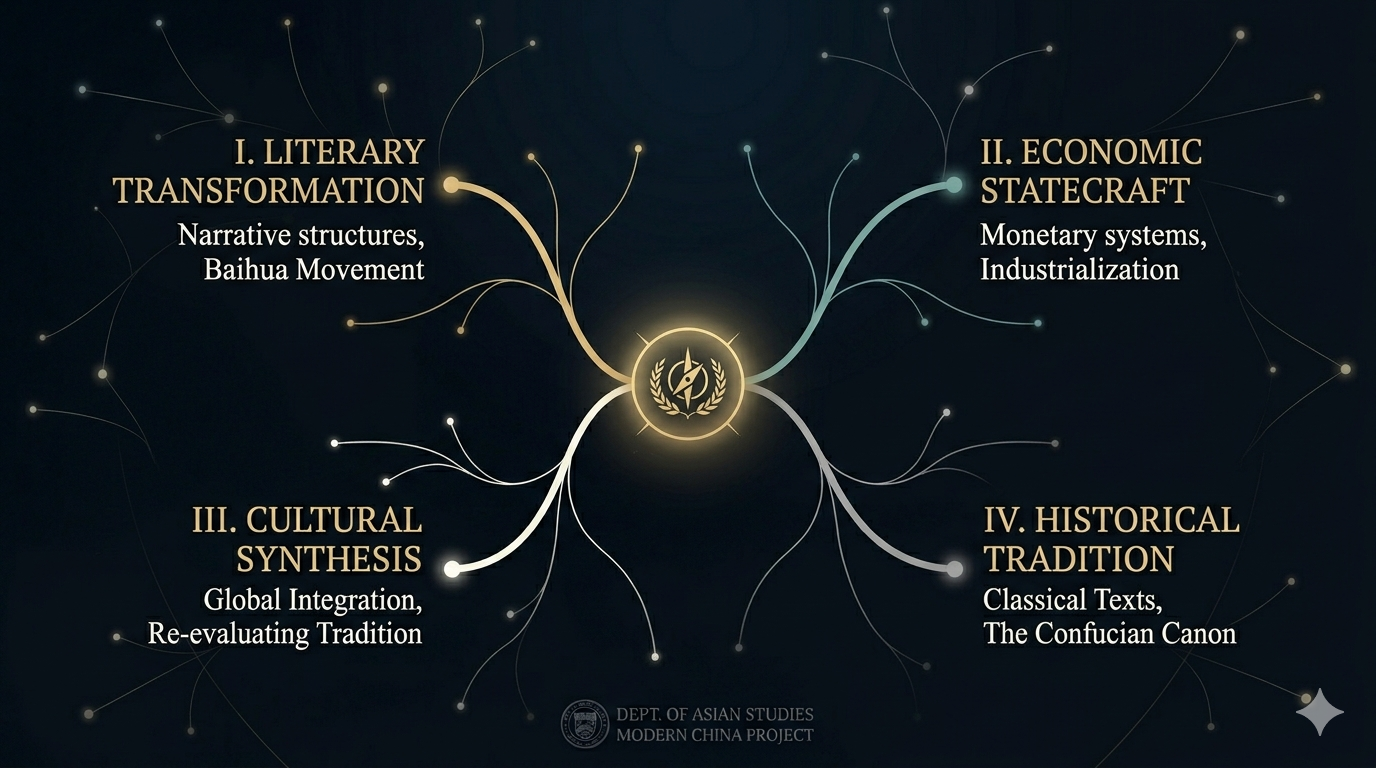 I. LITERARY
TRANSFORMATION
Narrative structures,
Baihua Movement
II. ECONOMIC
STATECRAFT
Monetary systems,
Industrialization
III. CULTURAL
SYNTHESIS
Global Integration,
Re-evaluating Tradition
IV. HISTORICAL
TRADITION
Classical Texts,
The Confucian Canon
DEPT. OF ASIAN STUDIES
MODERN CHINA PROJECT